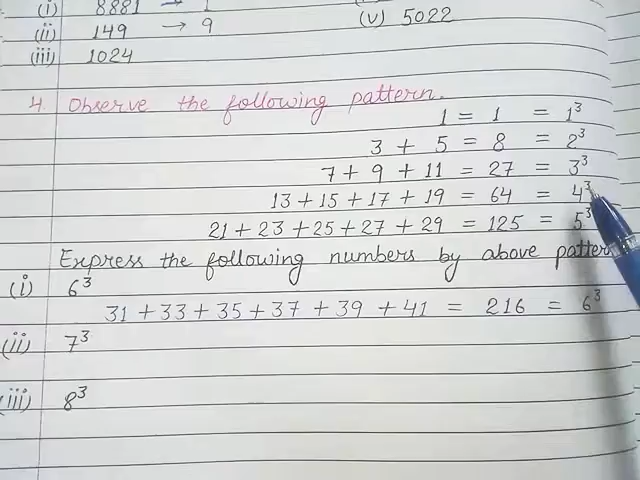 (i) 8881 → 1
(ii) 149 → 9 (v) 5022
(iii) 1024
4. Observe the following pattern.
1 = 1 = 1³
3 + 5 = 8 = 2³
7 + 9 + 11 = 27 = 3³
13 + 15 + 17 + 19 = 64 = 4³
21 + 23 + 25 + 27 + 29 = 125 = 5³
Express the following numbers by above pattern
(i) 6³
31 + 33 + 35 + 37 + 39 + 41 = 216 = 6³
(ii) 7³
(iii) 8³